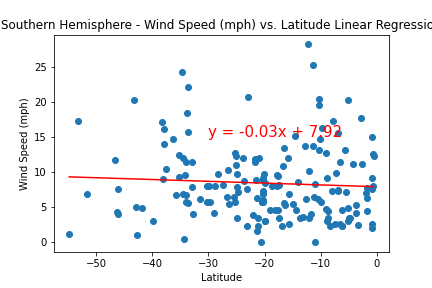 Southern Hemisphere - Wind Speed (mph) vs. Latitude Linear Regressio
Wind Speed (mph)
25
20
15
10
5
0
y = -0.03x + 7.92
−50 −40 −30 −20 −10 0
Latitude